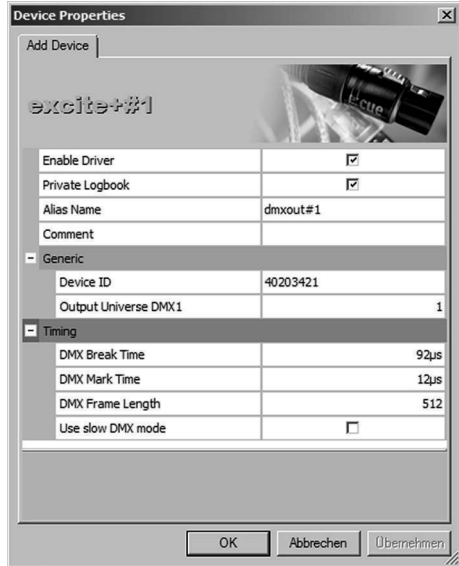 Device Properties
Add Device
excite+#1
e:cue
Enable Driver
Private Logbook
Alias Name dmxout#1
Comment
Generic
Device ID 40203421
Output Universe DMX1 1
Timing
DMX Break Time 92µs
DMX Mark Time 12µs
DMX Frame Length 512
Use slow DMX mode
OK Abbrechen Übernehmen